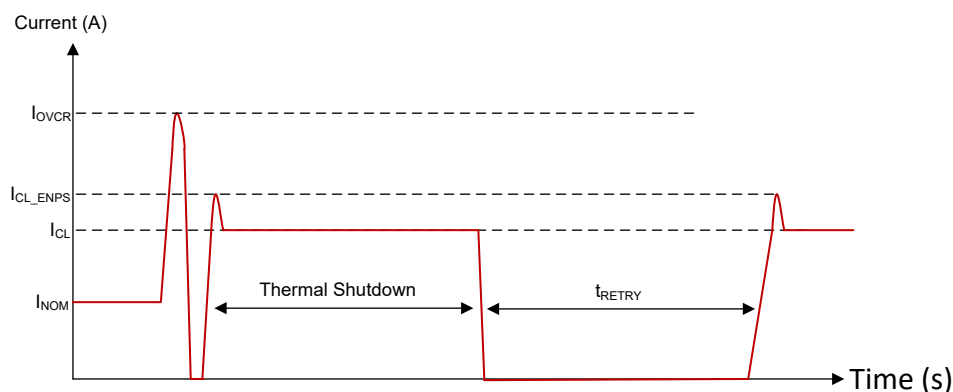 Current (A)
IOVCR
ICL_ENPS
ICL
INOM
Thermal Shutdown
tRETRY
Time (s)